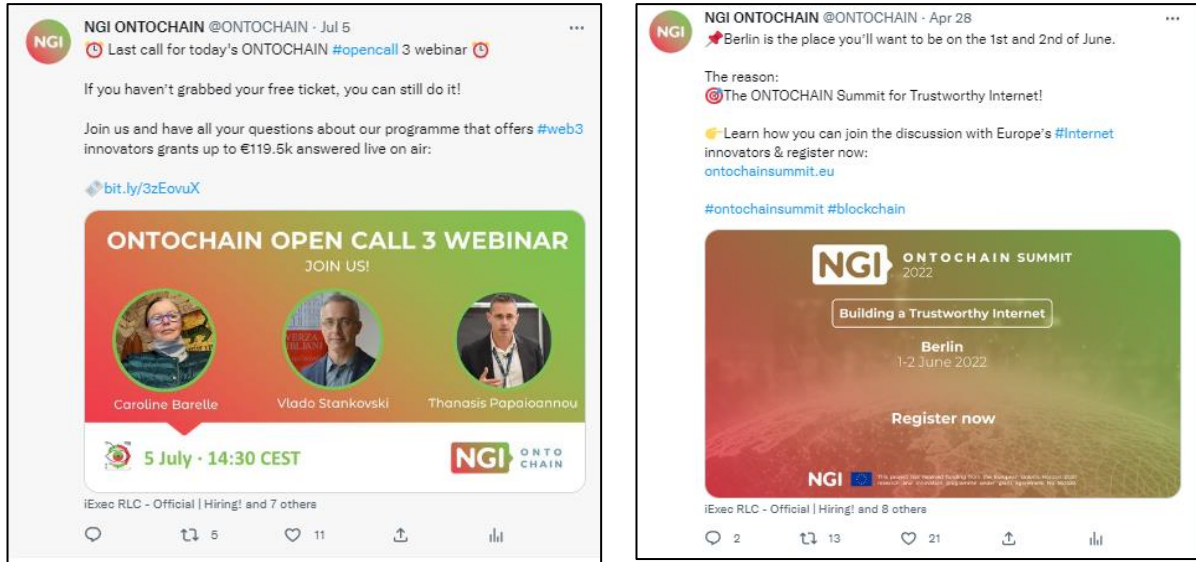 NGI ONTOCHAIN @ONTOCHAIN · Jul 5
NGI
⏰ Last call for today's ONTOCHAIN #opencall 3 webinar ⏰
If you haven't grabbed your free ticket, you can still do it!
Join us and have all your questions about our programme that offers #web3
innovators grants up to €119.5k answered live on air:
bit.ly/3zEovuX
ONTOCHAIN OPEN CALL 3 WEBINAR
JOIN US!
Caroline Barelle
Vlado Stankovski
Thanasis Papaioannou
5 July · 14:30 CEST
NGI ONTO
CHAIN
iExec RLC - Official | Hiring! and 7 others
5 11
NGI ONTOCHAIN @ONTOCHAIN · Apr 28
NGI
📌Berlin is the place you'll want to be on the 1st and 2nd of June.
The reason:
🎯The ONTOCHAIN Summit for Trustworthy Internet!
👉Learn how you can join the discussion with Europe's #Internet
innovators & register now:
ontochainsummit.eu
#ontochainsummit #blockchain
NGI ONTOCHAIN SUMMIT
2022
Building a Trustworthy Internet
Berlin
1-2 June 2022
Register now
NGI
iExec RLC - Official | Hiring! and 8 others
2 13 21